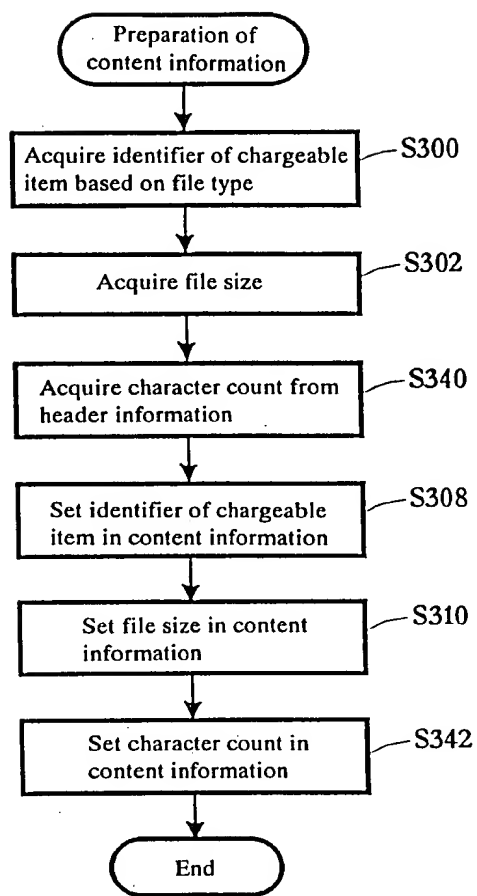 Preparation of
content information
Acquire identifier of chargeable
item based on file type
S300
Acquire file size
S302
Acquire character count from
header information
S340
Set identifier of chargeable
item in content information
S308
Set file size in content
information
S310
Set character count in
content information
S342
End